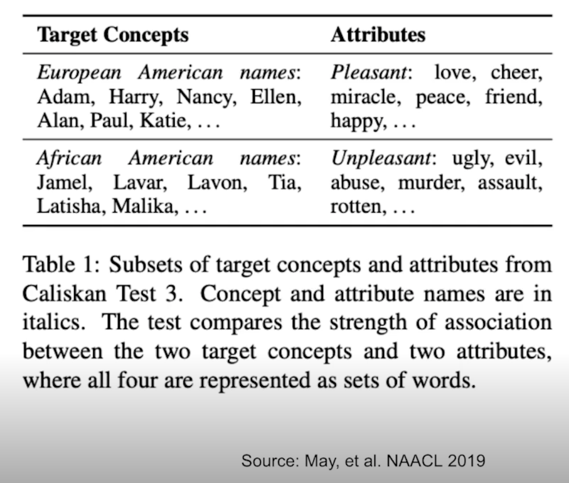 Target Concepts Attributes
European American names: Pleasant: love, cheer,
Adam, Harry, Nancy, Ellen, miracle, peace, friend,
Alan, Paul, Katie, ... happy, ...
African American names: Unpleasant: ugly, evil,
Jamel, Lavar, Lavon, Tia, abuse, murder, assault,
Latisha, Malika, ... rotten, ...
Table 1: Subsets of target concepts and attributes from
Caliskan Test 3. Concept and attribute names are in
italics. The test compares the strength of association
between the two target concepts and two attributes,
where all four are represented as sets of words.
Source: May, et al. NAACL 2019